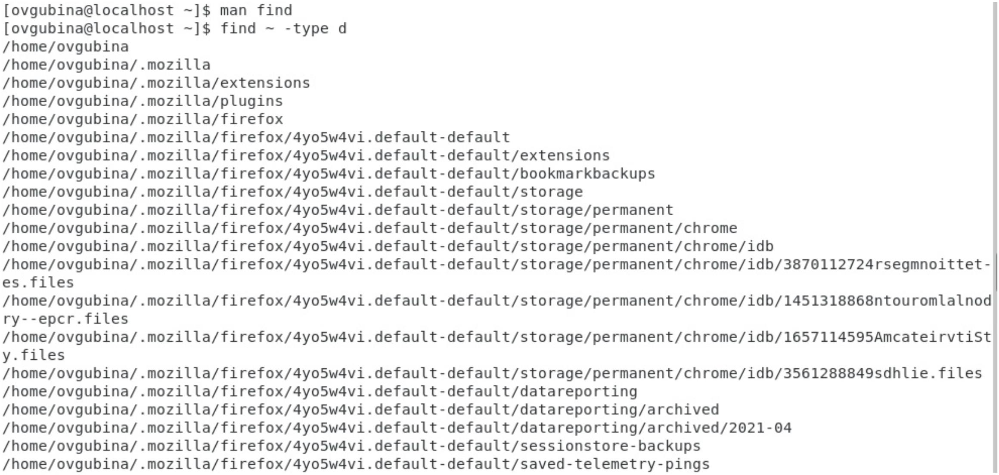 [ovgubina@localhost ~]$ man find
[ovgubina@localhost ~]$ find ~ -type d
/home/ovgubina
/home/ovgubina/.mozilla
/home/ovgubina/.mozilla/extensions
/home/ovgubina/.mozilla/plugins
/home/ovgubina/.mozilla/firefox
/home/ovgubina/.mozilla/firefox/4yo5w4vi.default-default
/home/ovgubina/.mozilla/firefox/4yo5w4vi.default-default/extensions
/home/ovgubina/.mozilla/firefox/4yo5w4vi.default-default/bookmarkbackups
/home/ovgubina/.mozilla/firefox/4yo5w4vi.default-default/storage
/home/ovgubina/.mozilla/firefox/4yo5w4vi.default-default/storage/permanent
/home/ovgubina/.mozilla/firefox/4yo5w4vi.default-default/storage/permanent/chrome
/home/ovgubina/.mozilla/firefox/4yo5w4vi.default-default/storage/permanent/chrome/idb
/home/ovgubina/.mozilla/firefox/4yo5w4vi.default-default/storage/permanent/chrome/idb/3870112724rsegmnoittet-
es.files
/home/ovgubina/.mozilla/firefox/4yo5w4vi.default-default/storage/permanent/chrome/idb/1451318868ntouromlalnod
ry--epcr.files
/home/ovgubina/.mozilla/firefox/4yo5w4vi.default-default/storage/permanent/chrome/idb/1657114595AmcateirvtiSt
y.files
/home/ovgubina/.mozilla/firefox/4yo5w4vi.default-default/storage/permanent/chrome/idb/3561288849sdhlie.files
/home/ovgubina/.mozilla/firefox/4yo5w4vi.default-default/datareporting
/home/ovgubina/.mozilla/firefox/4yo5w4vi.default-default/datareporting/archived
/home/ovgubina/.mozilla/firefox/4yo5w4vi.default-default/datareporting/archived/2021-04
/home/ovgubina/.mozilla/firefox/4yo5w4vi.default-default/sessionstore-backups
/home/ovgubina/.mozilla/firefox/4yo5w4vi.default-default/saved-telemetry-pings